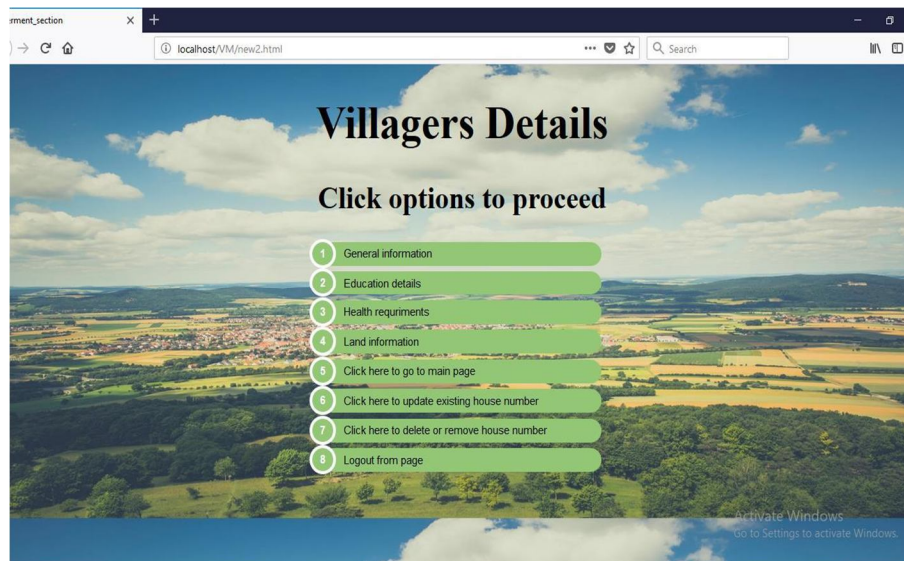 erment_section
localhost/VM/new2.html
Search
Villagers Details
Click options to proceed
1 General information
2 Education details
3 Health requriments
4 Land information
5 Click here to go to main page
6 Click here to update existing house number
7 Click here to delete or remove house number
8 Logout from page
Activate Windows
Go to Settings to activate Windows.